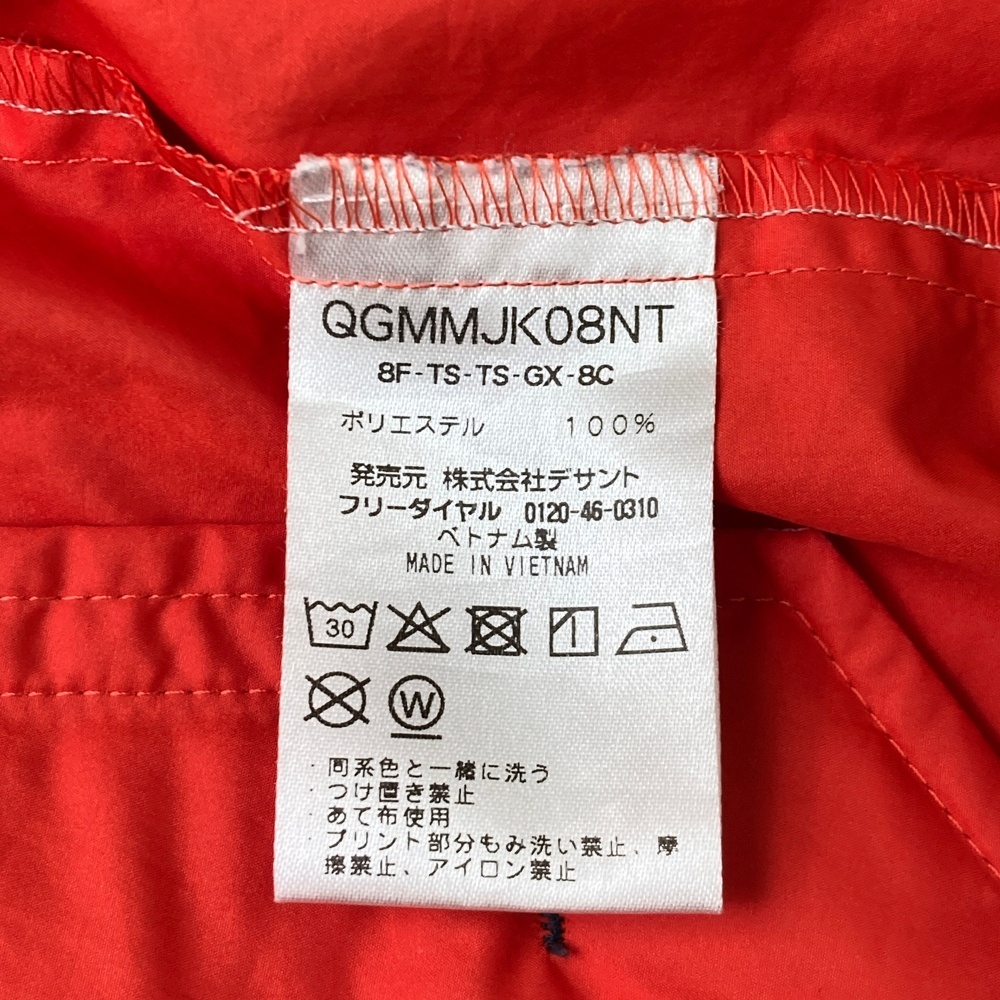 QGMMJK08NT
8F-TS-TS-GX-8C
ポリエステル 100%
発売元 株式会社デサント
フリーダイヤル 0120-46-0310
ベトナム製
MADE IN VIETNAM
30
W
・同系色と一緒に洗う
・つけ置き禁止
・あて布使用
・プリント部分もみ洗い禁止、摩
擦禁止、アイロン禁止